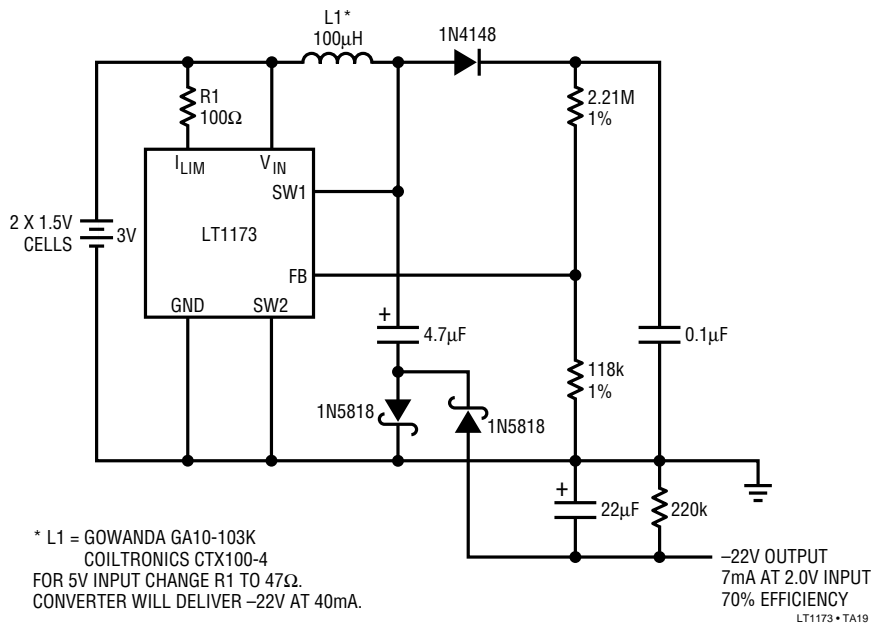 L1*
100µH
1N4148
R1
100Ω
2.21M
1%
I_LIM
V_IN
SW1
2 X 1.5V
CELLS
3V
LT1173
FB
GND
SW2
+
4.7µF
0.1µF
118k
1%
1N5818
1N5818
+
22µF
220k
* L1 = GOWANDA GA10-103K
COILTRONICS CTX100-4
FOR 5V INPUT CHANGE R1 TO 47Ω.
CONVERTER WILL DELIVER –22V AT 40mA.
–22V OUTPUT
7mA AT 2.0V INPUT
70% EFFICIENCY
LT1173 • TA19